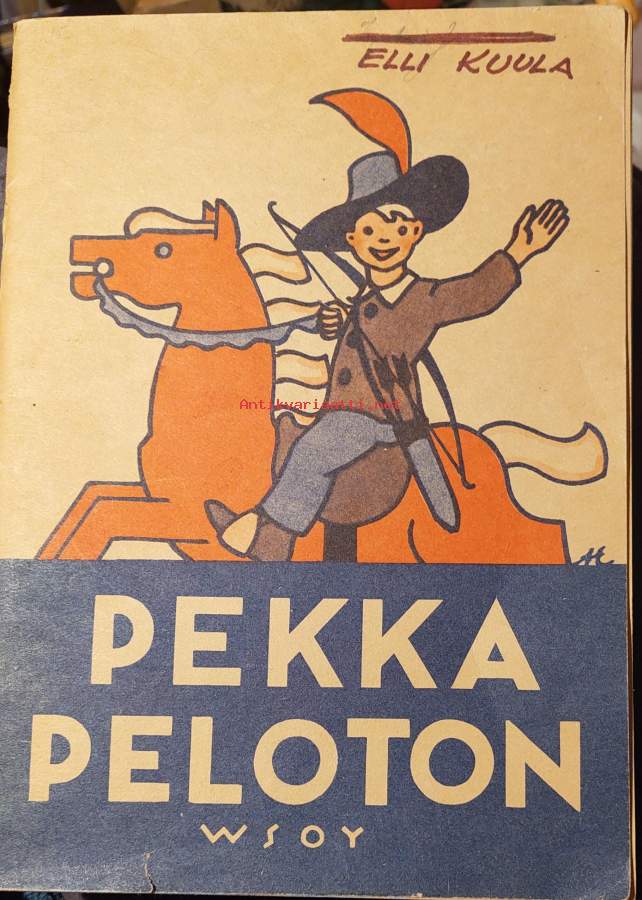 ELLI KUULA
Antikvariaatti.net
PEKKA
PELOTON
WSOY